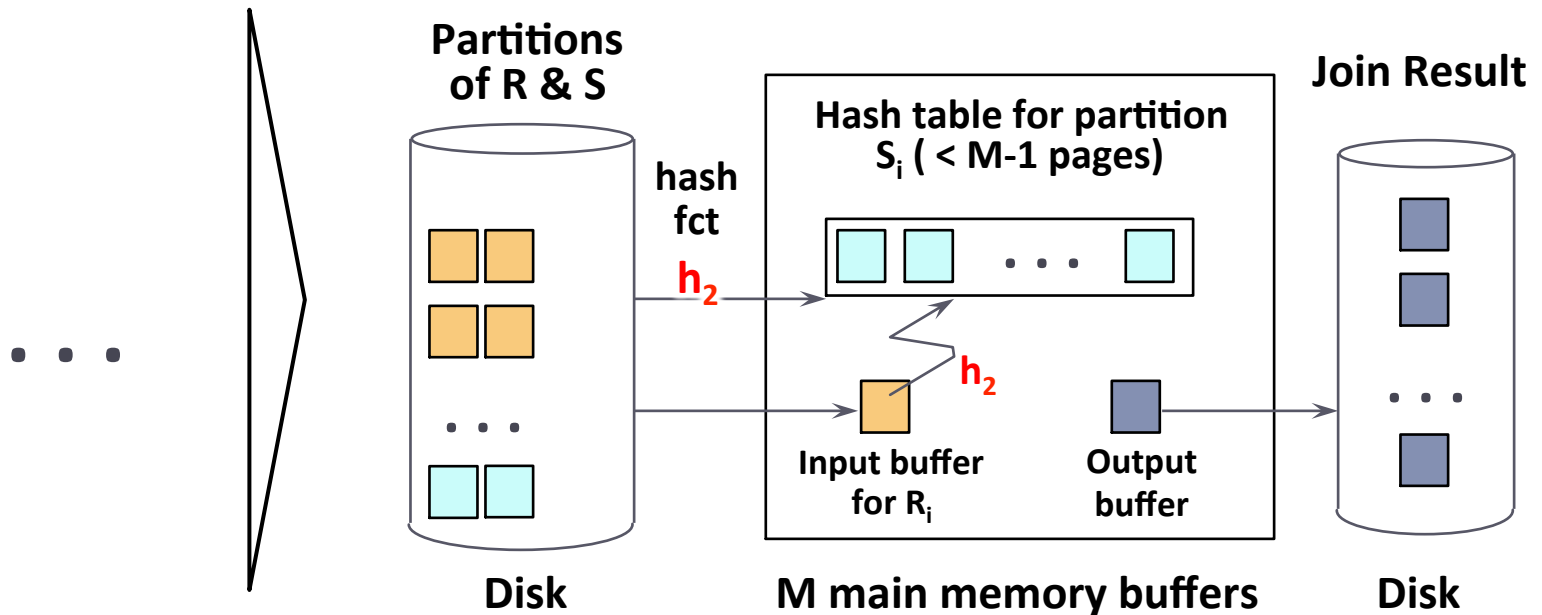 Partitions
of R & S
hash
fct
h2
Hash table for partition
Si ( < M-1 pages)
Join Result
. . .
. . .
h2
. . .
. . .
Input buffer
for Ri
Output
buffer
Disk
M main memory buffers
Disk